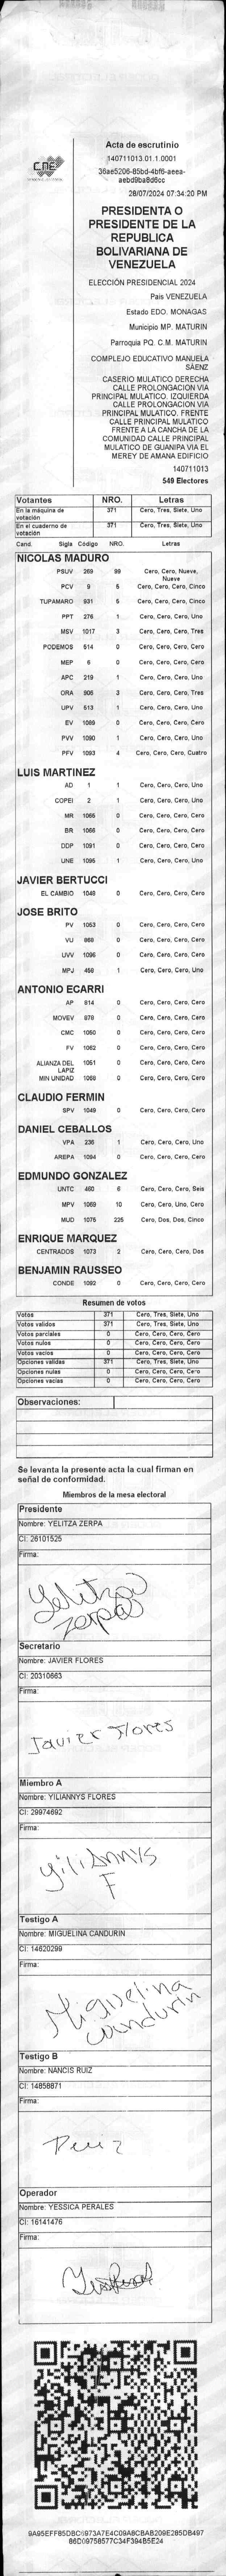 CNE
Acta de escrutinio
140711013.01.1.0001
36ae5206-85bd-4bf6-aeea-
aebd9ba8d6cc
28/07/2024 07:34:20 PM
PRESIDENTA O
PRESIDENTE DE LA
REPUBLICA
BOLIVARIANA DE
VENEZUELA
ELECCIÓN PRESIDENCIAL 2024
País VENEZUELA
Estado EDO. MONAGAS
Municipio MP. MATURIN
Parroquia PQ. C.M. MATURIN
COMPLEJO EDUCATIVO MANUELA
SÁENZ
CASERIO MULATICO DERECHA
CALLE PROLONGACION VIA
PRINCIPAL MULATICO. IZQUIERDA
CALLE PROLONGACION VIA
PRINCIPAL MULATICO. FRENTE
CALLE PRINCIPAL MULATICO
FRENTE A LA CANCHA DE LA
COMUNIDAD CALLE PRINCIPAL
MULATICO DE GUANIPA VIA EL
MEREY DE AMANA EDIFICIO
140711013
549 Electores
Votantes NRO. Letras
En la máquina de votación 371 Cero, Tres, Siete, Uno
En el cuaderno de votación 371 Cero, Tres, Siete, Uno
Cand. Sigla Código NRO. Letras
NICOLAS MADURO
PSUV 269 99 Cero, Cero, Nueve, Nueve
PCV 9 5 Cero, Cero, Cero, Cinco
TUPAMARO 931 5 Cero, Cero, Cero, Cinco
PPT 276 1 Cero, Cero, Cero, Uno
MSV 1017 3 Cero, Cero, Cero, Tres
PODEMOS 514 0 Cero, Cero, Cero, Cero
MEP 6 0 Cero, Cero, Cero, Cero
APC 219 1 Cero, Cero, Cero, Uno
ORA 906 3 Cero, Cero, Cero, Tres
UPV 513 1 Cero, Cero, Cero, Uno
EV 1089 0 Cero, Cero, Cero, Cero
PVV 1090 1 Cero, Cero, Cero, Uno
PFV 1093 4 Cero, Cero, Cero, Cuatro
LUIS MARTINEZ
AD 1 1 Cero, Cero, Cero, Uno
COPEI 2 1 Cero, Cero, Cero, Uno
MR 1065 0 Cero, Cero, Cero, Cero
BR 1066 0 Cero, Cero, Cero, Cero
DDP 1091 0 Cero, Cero, Cero, Cero
UNE 1095 1 Cero, Cero, Cero, Uno
JAVIER BERTUCCI
EL CAMBIO 1048 0 Cero, Cero, Cero, Cero
JOSE BRITO
PV 1053 0 Cero, Cero, Cero, Cero
VU 868 0 Cero, Cero, Cero, Cero
UVV 1096 0 Cero, Cero, Cero, Cero
MPJ 458 1 Cero, Cero, Cero, Uno
ANTONIO ECARRI
AP 814 0 Cero, Cero, Cero, Cero
MOVEV 878 0 Cero, Cero, Cero, Cero
CMC 1050 0 Cero, Cero, Cero, Cero
FV 1052 0 Cero, Cero, Cero, Cero
ALIANZA DEL LAPIZ 1051 0 Cero, Cero, Cero, Cero
MIN UNIDAD 1068 0 Cero, Cero, Cero, Cero
CLAUDIO FERMIN
SPV 1049 0 Cero, Cero, Cero, Cero
DANIEL CEBALLOS
VPA 236 1 Cero, Cero, Cero, Uno
AREPA 1094 0 Cero, Cero, Cero, Cero
EDMUNDO GONZALEZ
UNTC 460 6 Cero, Cero, Cero, Seis
MPV 1069 10 Cero, Cero, Uno, Cero
MUD 1075 225 Cero, Dos, Dos, Cinco
ENRIQUE MARQUEZ
CENTRADOS 1073 2 Cero, Cero, Cero, Dos
BENJAMIN RAUSSEO
CONDE 1092 0 Cero, Cero, Cero, Cero
Resumen de votos
Votos 371 Cero, Tres, Siete, Uno
Votos validos 371 Cero, Tres, Siete, Uno
Votos parciales 0 Cero, Cero, Cero, Cero
Votos nulos 0 Cero, Cero, Cero, Cero
Votos vacíos 0 Cero, Cero, Cero, Cero
Opciones validas 371 Cero, Tres, Siete, Uno
Opciones nulas 0 Cero, Cero, Cero, Cero
Opciones vacías 0 Cero, Cero, Cero, Cero
Observaciones:
Se levanta la presente acta la cual firman en
señal de conformidad.
Miembros de la mesa electoral
Presidente
Nombre: YELITZA ZERPA
CI: 26101525
Firma:
Yelitza
zerpa
Secretario
Nombre: JAVIER FLORES
CI: 20310663
Firma:
Javier Flores
Miembro A
Nombre: YILIANNYS FLORES
CI: 29974692
Firma:
YiliANNYS
F
Testigo A
Nombre: MIGUELINA CANDURIN
CI: 14620299
Firma:
Miguelina
candurin
Testigo B
Nombre: NANCIS RUIZ
CI: 14858871
Firma:
Operador
Nombre: YESSICA PERALES
CI: 16141476
Firma: